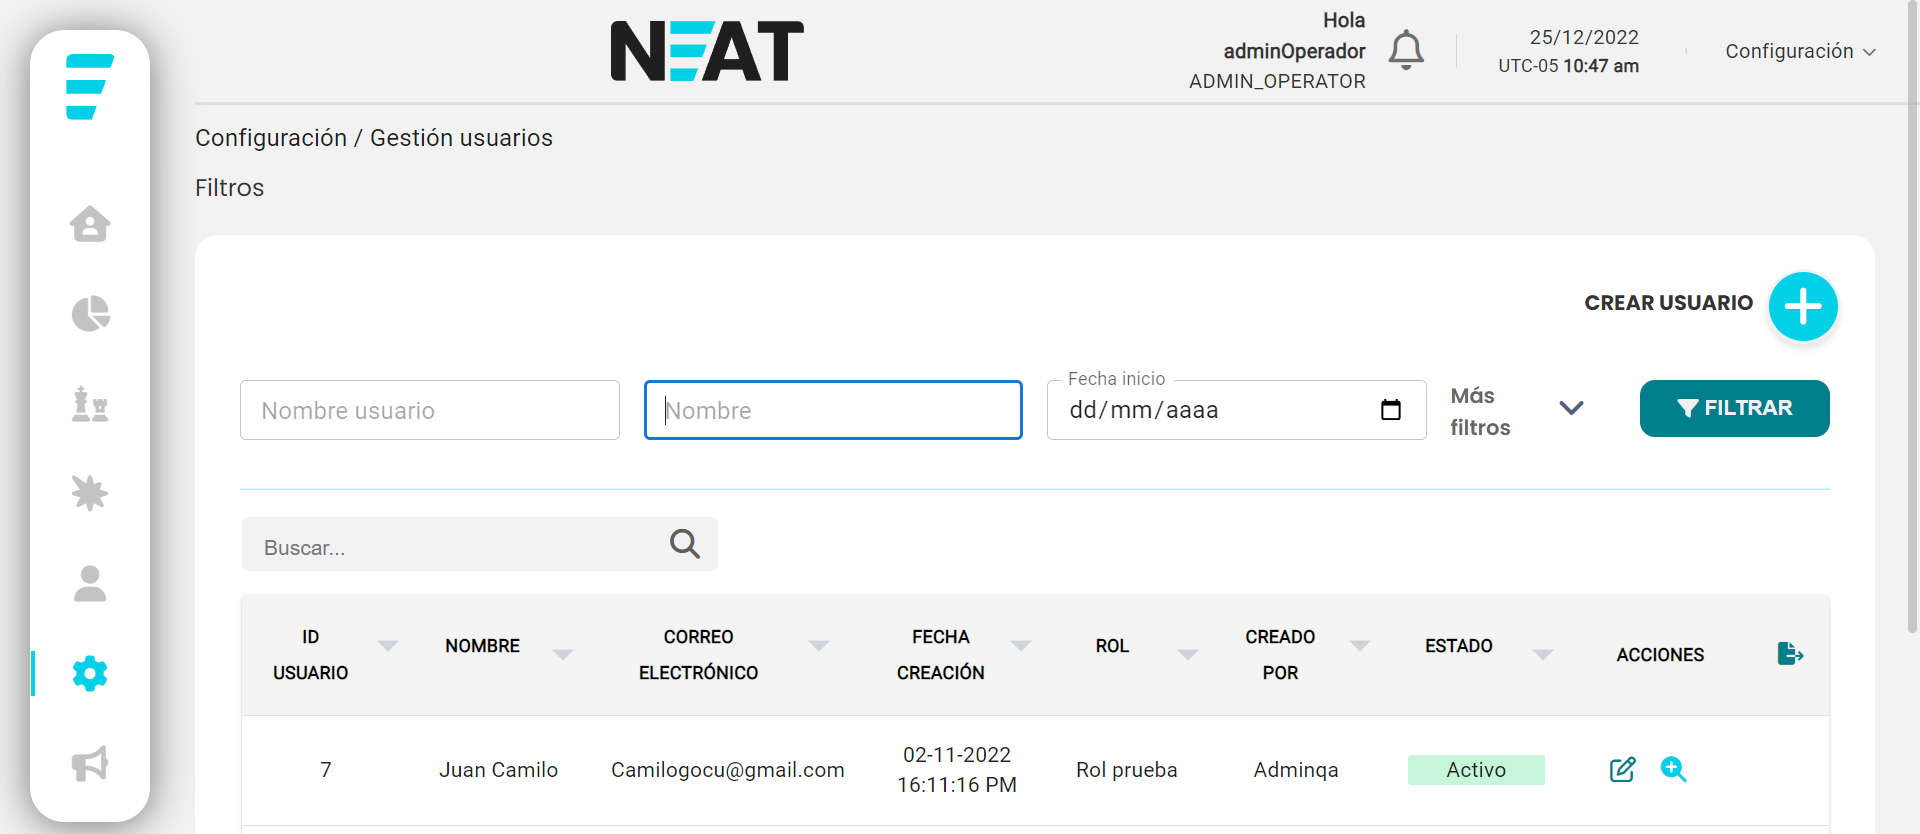 NEAT
Hola
adminOperador
ADMIN_OPERATOR
25/12/2022
UTC-05 10:47 am
Configuración
Configuración / Gestión usuarios
Filtros
CREAR USUARIO
Nombre usuario
Nombre
Fecha inicio
dd/mm/aaaa
Más
filtros
FILTRAR
Buscar...
ID
USUARIO
NOMBRE
CORREO
ELECTRÓNICO
FECHA
CREACIÓN
ROL
CREADO
POR
ESTADO
ACCIONES
7
Juan Camilo
Camilogocu@gmail.com
02-11-2022
16:11:16 PM
Rol prueba
Adminqa
Activo